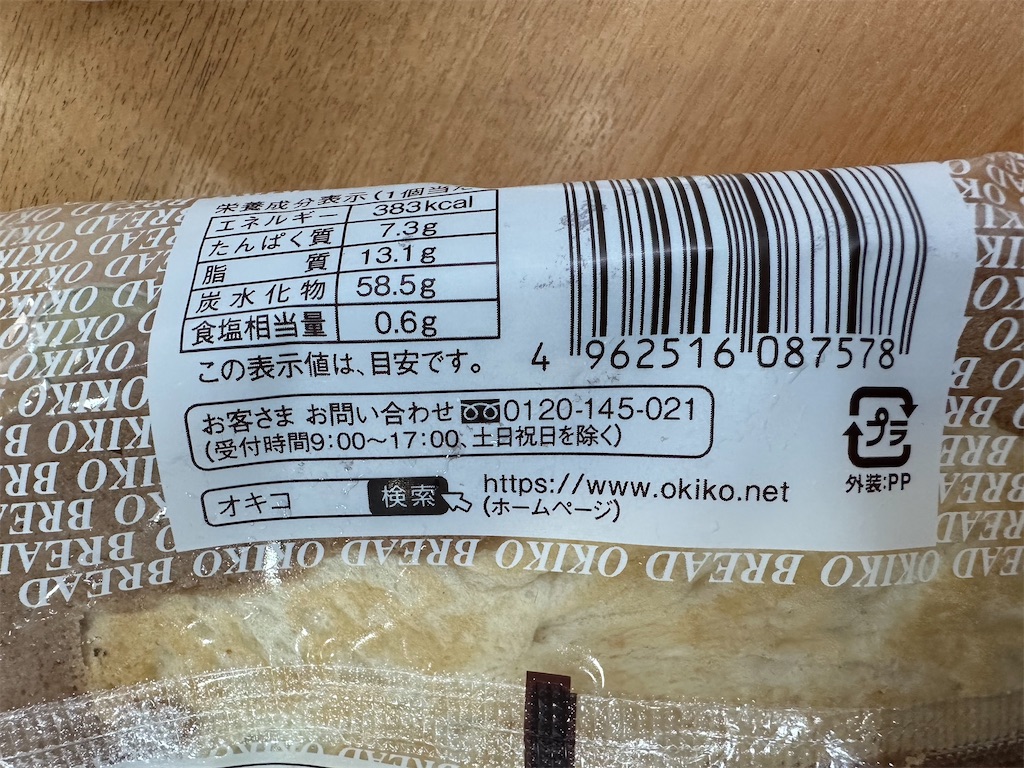 栄養成分表示(1個当た
エネルギー 383kcal
たんぱく質 7.3g
脂質 13.1g
炭水化物 58.5g
食塩相当量 0.6g
この表示値は、目安です。
4 962516 087578
お客さま お問い合わせ 0120-145-021
(受付時間9:00〜17:00、土日祝日を除く)
オキコ 検索
https://www.okiko.net
(ホームページ)
プラ
外装:PP
OKIKO BREAD OKIKO BREAD OKIKO BREAD OKIKO BREAD